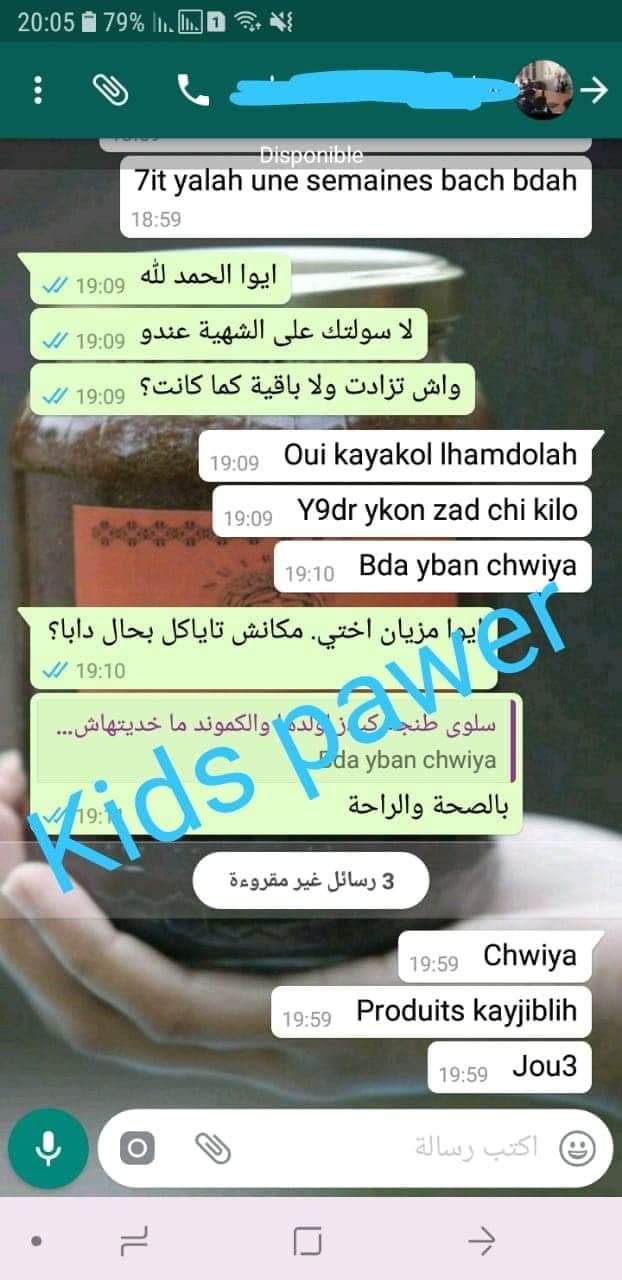 20:05 79% 1
Disponible
7it yalah une semaines bach bdah
18:59
ايوا الحمد لله
19:09
لا سولتك على الشهية عندو
19:09
واش تزادت ولا باقية كما كانت؟
19:09
Oui kayakol lhamdolah
19:09
Y9dr ykon zad chi kilo
19:09
Bda yban chwiya
19:10
ايوا مزيان اختي. مكانش تاياكل بحال دابا؟
19:10
سلوى طنجة والكموند ما خديتهاش...
Bda yban chwiya
بالصحة والراحة
Kids pawer
3 رسائل غير مقروءة
Chwiya
19:59
Produits kayjiblih
19:59
Jou3
19:59
اكتب رسالة